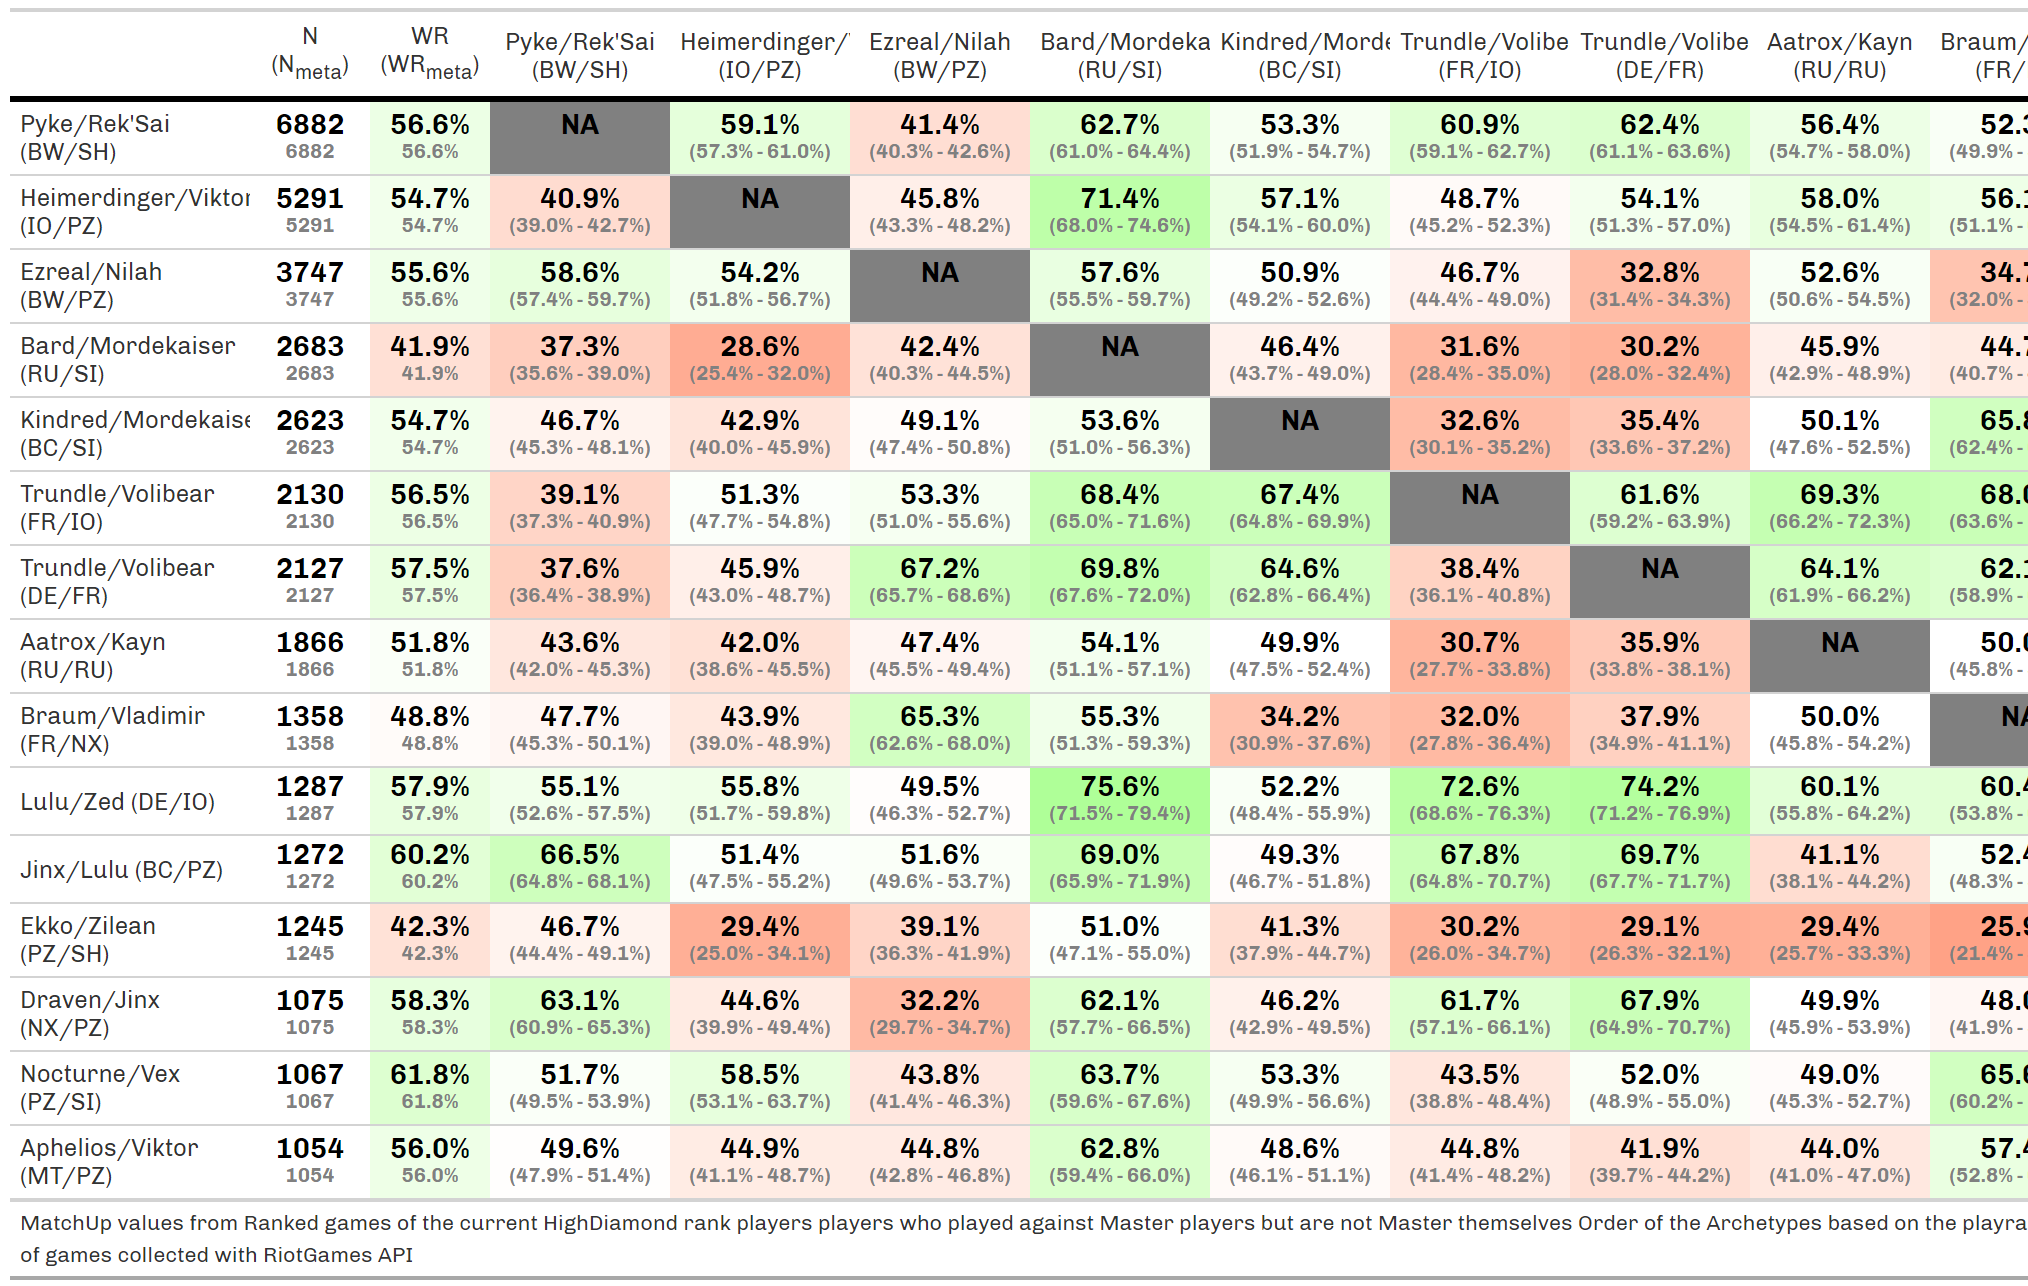 N WR Pyke/Rek'Sai Heimerdinger/ Ezreal/Nilah Bard/Mordeka Kindred/Morde Trundle/Volibe Trundle/Volibe Aatrox/Kayn Braum/
(Nmeta) (WRmeta) (BW/SH) (IO/PZ) (BW/PZ) (RU/SI) (BC/SI) (FR/IO) (DE/FR) (RU/RU) (FR/
Pyke/Rek'Sai 6882 56.6% NA 59.1% 41.4% 62.7% 53.3% 60.9% 62.4% 56.4% 52.3
(BW/SH) 6882 56.6% (57.3% - 61.0%) (40.3% - 42.6%) (61.0% - 64.4%) (51.9% - 54.7%) (59.1% - 62.7%) (61.1% - 63.6%) (54.7% - 58.0%) (49.9% -
Heimerdinger/Viktor 5291 54.7% 40.9% NA 45.8% 71.4% 57.1% 48.7% 54.1% 58.0% 56.1
(IO/PZ) 5291 54.7% (39.0% - 42.7%) (43.3% - 48.2%) (68.0% - 74.6%) (54.1% - 60.0%) (45.2% - 52.3%) (51.3% - 57.0%) (54.5% - 61.4%) (51.1% -
Ezreal/Nilah 3747 55.6% 58.6% 54.2% NA 57.6% 50.9% 46.7% 32.8% 52.6% 34.7
(BW/PZ) 3747 55.6% (57.4% - 59.7%) (51.8% - 56.7%) (55.5% - 59.7%) (49.2% - 52.6%) (44.4% - 49.0%) (31.4% - 34.3%) (50.6% - 54.5%) (32.0% -
Bard/Mordekaiser 2683 41.9% 37.3% 28.6% 42.4% NA 46.4% 31.6% 30.2% 45.9% 44.7
(RU/SI) 2683 41.9% (35.6% - 39.0%) (25.4% - 32.0%) (40.3% - 44.5%) (43.7% - 49.0%) (28.4% - 35.0%) (28.0% - 32.4%) (42.9% - 48.9%) (40.7% -
Kindred/Mordekaise 2623 54.7% 46.7% 42.9% 49.1% 53.6% NA 32.6% 35.4% 50.1% 65.8
(BC/SI) 2623 54.7% (45.3% - 48.1%) (40.0% - 45.9%) (47.4% - 50.8%) (51.0% - 56.3%) (30.1% - 35.2%) (33.6% - 37.2%) (47.6% - 52.5%) (62.4% -
Trundle/Volibear 2130 56.5% 39.1% 51.3% 53.3% 68.4% 67.4% NA 61.6% 69.3% 68.0
(FR/IO) 2130 56.5% (37.3% - 40.9%) (47.7% - 54.8%) (51.0% - 55.6%) (65.0% - 71.6%) (64.8% - 69.9%) (59.2% - 63.9%) (66.2% - 72.3%) (63.6% -
Trundle/Volibear 2127 57.5% 37.6% 45.9% 67.2% 69.8% 64.6% 38.4% NA 64.1% 62.1
(DE/FR) 2127 57.5% (36.4% - 38.9%) (43.0% - 48.7%) (65.7% - 68.6%) (67.6% - 72.0%) (62.8% - 66.4%) (36.1% - 40.8%) (61.9% - 66.2%) (58.9% -
Aatrox/Kayn 1866 51.8% 43.6% 42.0% 47.4% 54.1% 49.9% 30.7% 35.9% NA 50.0
(RU/RU) 1866 51.8% (42.0% - 45.3%) (38.6% - 45.5%) (45.5% - 49.4%) (51.1% - 57.1%) (47.5% - 52.4%) (27.7% - 33.8%) (33.8% - 38.1%) (45.8% -
Braum/Vladimir 1358 48.8% 47.7% 43.9% 65.3% 55.3% 34.2% 32.0% 37.9% 50.0% NA
(FR/NX) 1358 48.8% (45.3% - 50.1%) (39.0% - 48.9%) (62.6% - 68.0%) (51.3% - 59.3%) (30.9% - 37.6%) (27.8% - 36.4%) (34.9% - 41.1%) (45.8% - 54.2%)
Lulu/Zed (DE/IO) 1287 57.9% 55.1% 55.8% 49.5% 75.6% 52.2% 72.6% 74.2% 60.1% 60.4
1287 57.9% (52.6% - 57.5%) (51.7% - 59.8%) (46.3% - 52.7%) (71.5% - 79.4%) (48.4% - 55.9%) (68.6% - 76.3%) (71.2% - 76.9%) (55.8% - 64.2%) (53.8% -
Jinx/Lulu (BC/PZ) 1272 60.2% 66.5% 51.4% 51.6% 69.0% 49.3% 67.8% 69.7% 41.1% 52.4
1272 60.2% (64.8% - 68.1%) (47.5% - 55.2%) (49.6% - 53.7%) (65.9% - 71.9%) (46.7% - 51.8%) (64.8% - 70.7%) (67.7% - 71.7%) (38.1% - 44.2%) (48.3% -
Ekko/Zilean 1245 42.3% 46.7% 29.4% 39.1% 51.0% 41.3% 30.2% 29.1% 29.4% 25.9
(PZ/SH) 1245 42.3% (44.4% - 49.1%) (25.0% - 34.1%) (36.3% - 41.9%) (47.1% - 55.0%) (37.9% - 44.7%) (26.0% - 34.7%) (26.3% - 32.1%) (25.7% - 33.3%) (21.4% -
Draven/Jinx 1075 58.3% 63.1% 44.6% 32.2% 62.1% 46.2% 61.7% 67.9% 49.9% 48.0
(NX/PZ) 1075 58.3% (60.9% - 65.3%) (39.9% - 49.4%) (29.7% - 34.7%) (57.7% - 66.5%) (42.9% - 49.5%) (57.1% - 66.1%) (64.9% - 70.7%) (45.9% - 53.9%) (41.9% -
Nocturne/Vex 1067 61.8% 51.7% 58.5% 43.8% 63.7% 53.3% 43.5% 52.0% 49.0% 65.6
(PZ/SI) 1067 61.8% (49.5% - 53.9%) (53.1% - 63.7%) (41.4% - 46.3%) (59.6% - 67.6%) (49.9% - 56.6%) (38.8% - 48.4%) (48.9% - 55.0%) (45.3% - 52.7%) (60.2% -
Aphelios/Viktor 1054 56.0% 49.6% 44.9% 44.8% 62.8% 48.6% 44.8% 41.9% 44.0% 57.4
(MT/PZ) 1054 56.0% (47.9% - 51.4%) (41.1% - 48.7%) (42.8% - 46.8%) (59.4% - 66.0%) (46.1% - 51.1%) (41.4% - 48.2%) (39.7% - 44.2%) (41.0% - 47.0%) (52.8% -
MatchUp values from Ranked games of the current HighDiamond rank players players who played against Master players but are not Master themselves Order of the Archetypes based on the playra
of games collected with RiotGames API